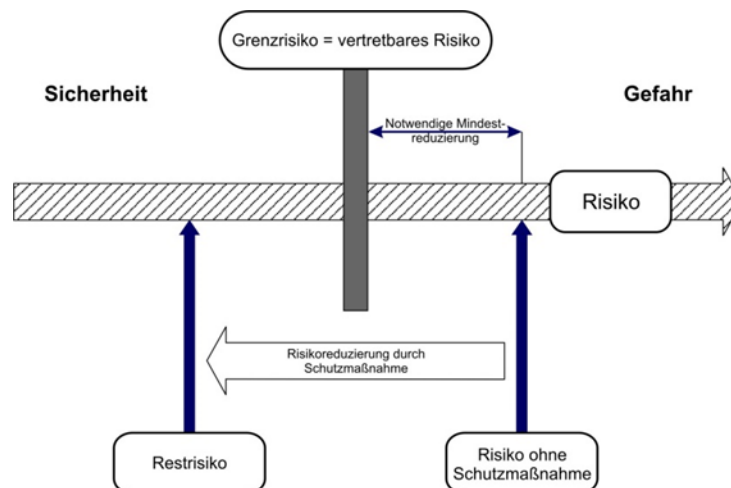 Grenzrisiko = vertretbares Risiko
Sicherheit
Gefahr
Notwendige Mindest-
reduzierung
Risiko
Risikoreduzierung durch
Schutzmaßnahme
Restrisiko
Risiko ohne
Schutzmaßnahme